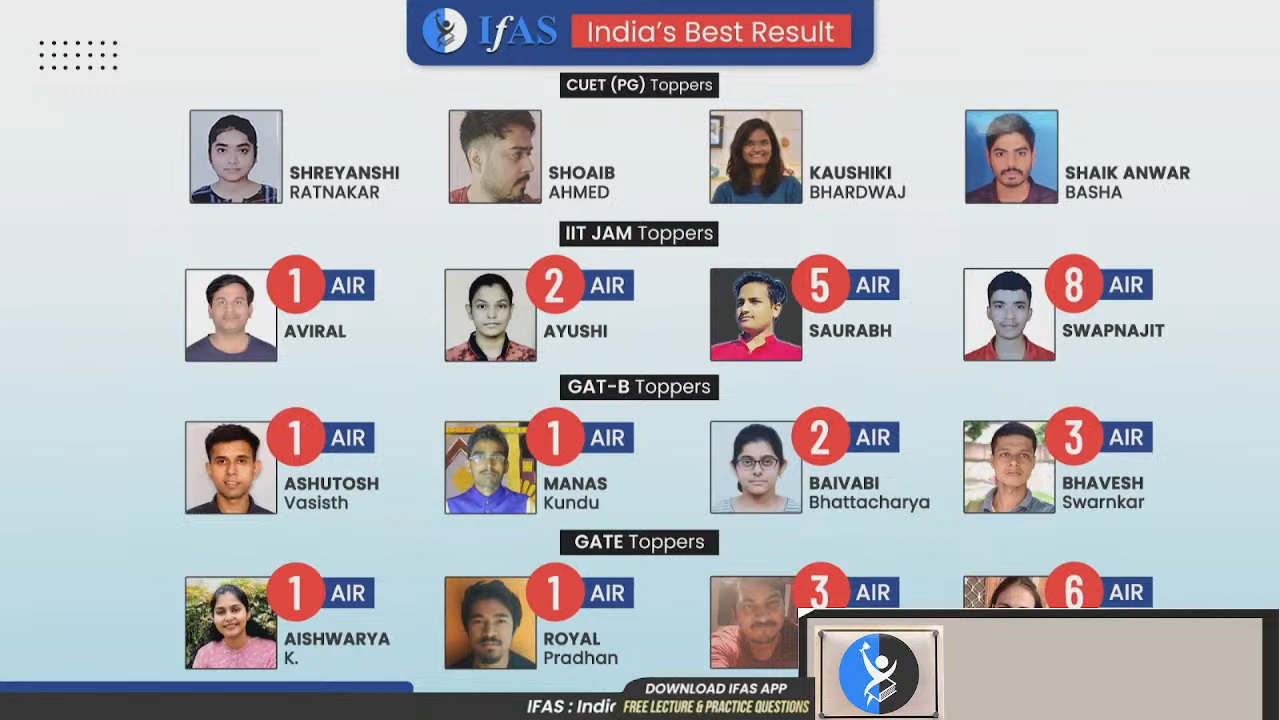 IfAS India's Best Result
CUET (PG) Toppers
SHREYANSHI
RATNAKAR
SHOAIB
AHMED
KAUSHIKI
BHARDWAJ
SHAIK ANWAR
BASHA
IIT JAM Toppers
1 AIR
AVIRAL
2 AIR
AYUSHI
5 AIR
SAURABH
8 AIR
SWAPNAJIT
GAT-B Toppers
1 AIR
ASHUTOSH
Vasisth
1 AIR
MANAS
Kundu
2 AIR
BAIVABI
Bhattacharya
3 AIR
BHAVESH
Swarnkar
GATE Toppers
1 AIR
AISHWARYA
K.
1 AIR
ROYAL
Pradhan
3 AIR
6 AIR
DOWNLOAD IFAS APP
IFAS : Indi FREE LECTURE & PRACTICE QUESTIONS